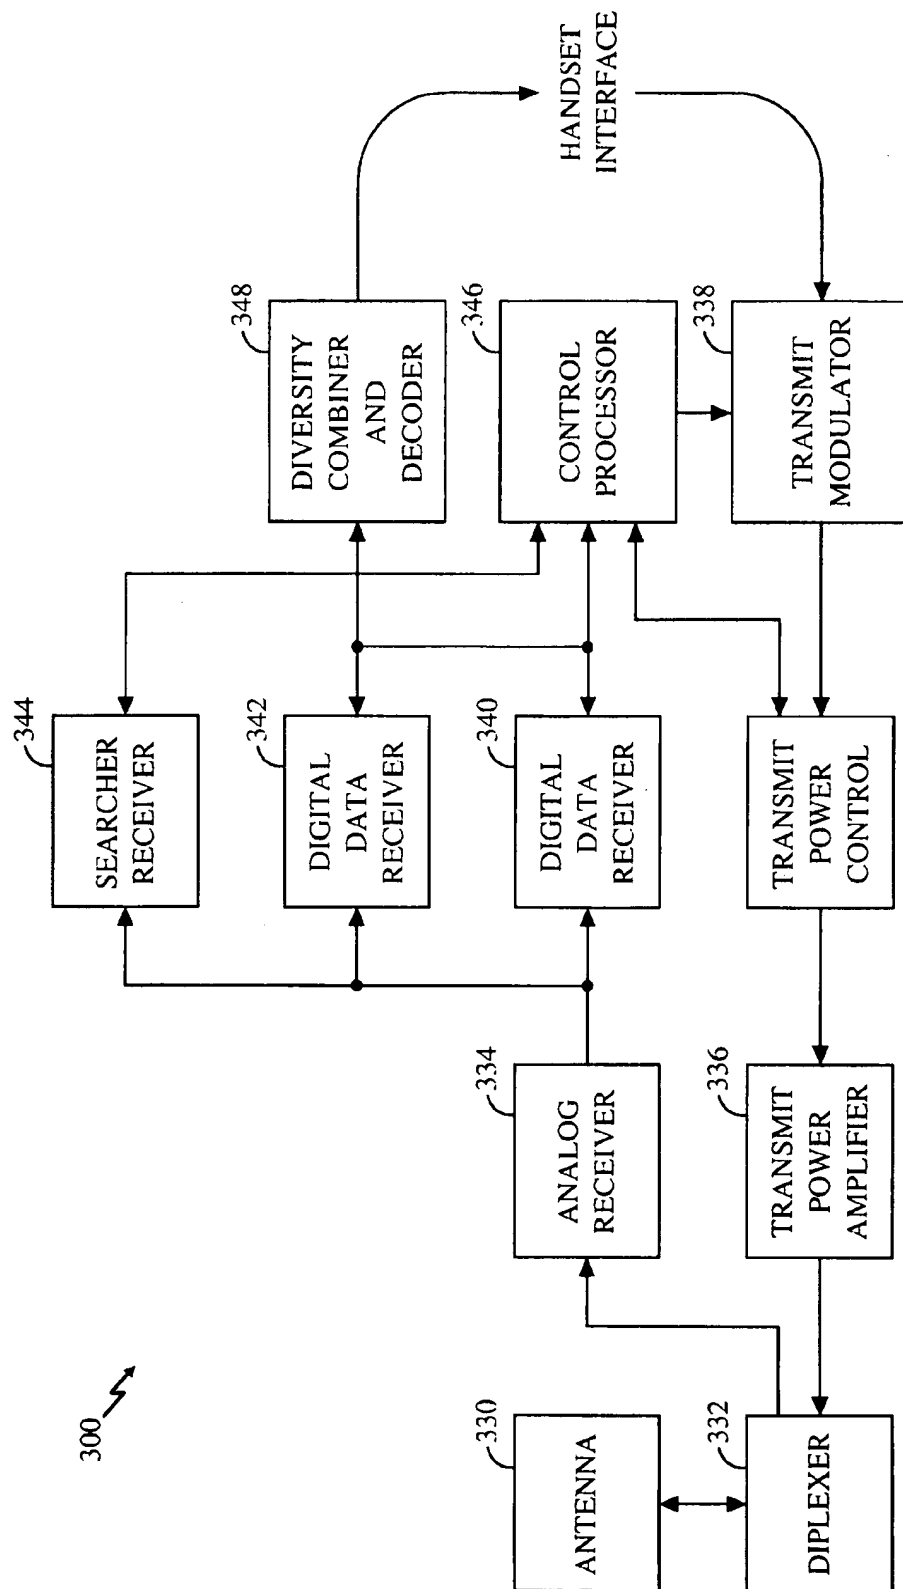 300
344
SEARCHER
RECEIVER
342
DIGITAL
DATA
RECEIVER
348
DIVERSITY
COMBINER
AND
DECODER
330
ANTENNA
334
ANALOG
RECEIVER
340
DIGITAL
DATA
RECEIVER
346
CONTROL
PROCESSOR
HANDSET
INTERFACE
332
DIPLEXER
336
TRANSMIT
POWER
AMPLIFIER
TRANSMIT
POWER
CONTROL
338
TRANSMIT
MODULATOR